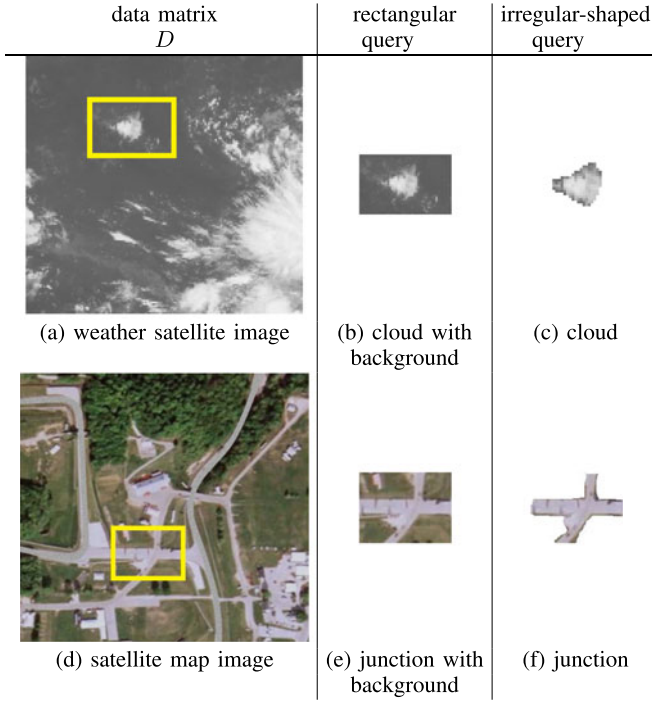 data matrix
D
rectangular
query
irregular-shaped
query
(a) weather satellite image
(b) cloud with
background
(c) cloud
(d) satellite map image
(e) junction with
background
(f) junction